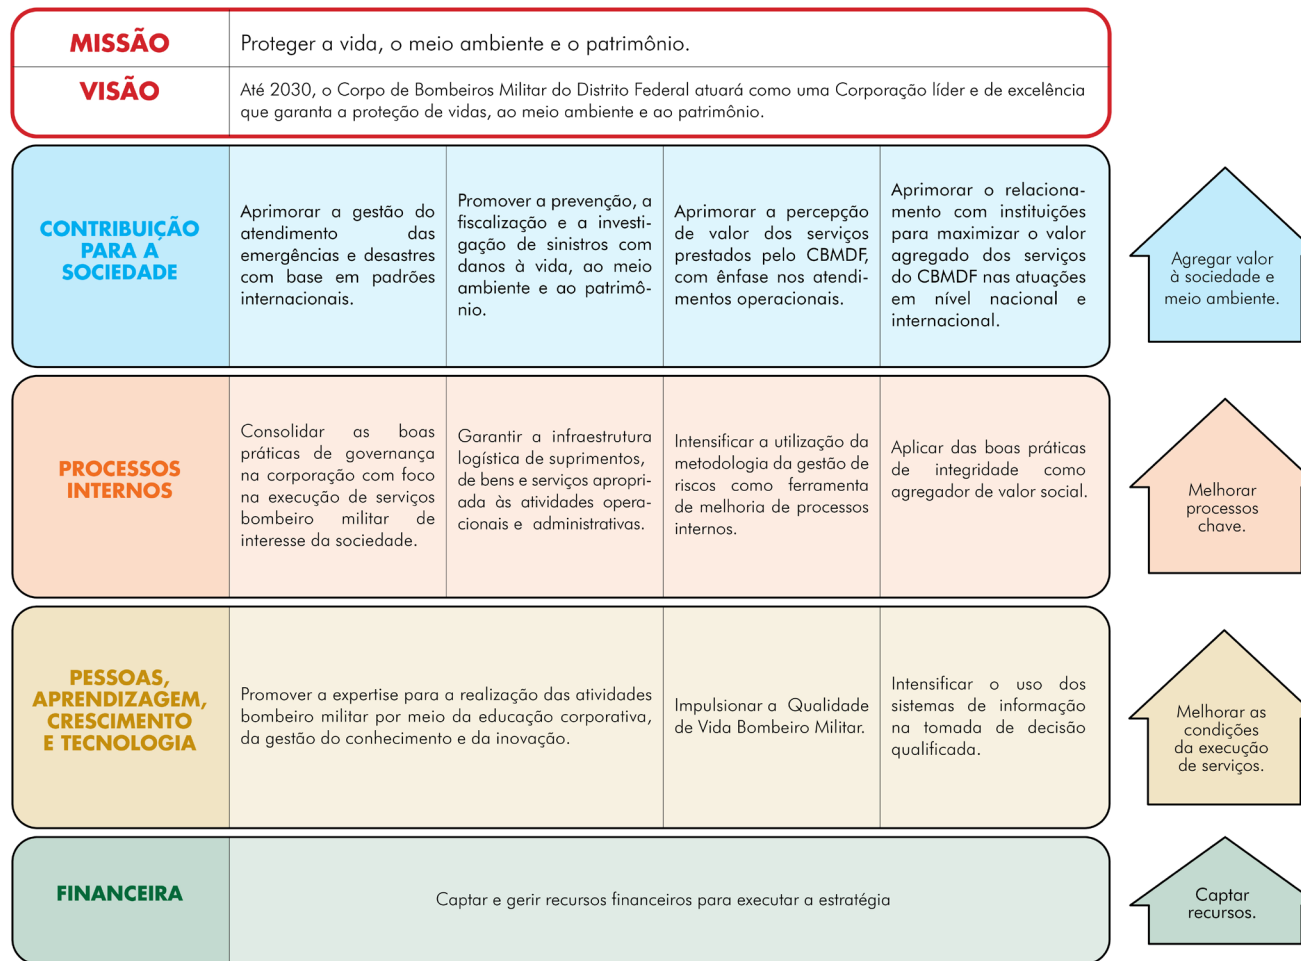 MISSÃO
Proteger a vida, o meio ambiente e o patrimônio.
VISÃO
Até 2030, o Corpo de Bombeiros Militar do Distrito Federal atuará como uma Corporação líder e de excelência
que garanta a proteção de vidas, ao meio ambiente e ao patrimônio.
CONTRIBUIÇÃO
PARA A
SOCIEDADE
Aprimorar a gestão do
atendimento das
emergências e desastres
com base em padrões
internacionais.
Promover a prevenção, a
fiscalização e a investi-
gação de sinistros com
danos à vida, ao meio
ambiente e ao patrimô-
nio.
Aprimorar a percepção
de valor dos serviços
prestados pelo CBMDF,
com ênfase nos atendi-
mentos operacionais.
Aprimorar o relaciona-
mento com instituições
para maximizar o valor
agregado dos serviços
do CBMDF nas atuações
em nível nacional e
internacional.
Agregar valor
à sociedade e
meio ambiente.
PROCESSOS
INTERNOS
Consolidar as boas
práticas de governança
na corporação com foco
na execução de serviços
bombeiro militar de
interesse da sociedade.
Garantir a infraestrutura
logística de suprimentos,
de bens e serviços apropri-
ada às atividades opera-
cionais e administrativas.
Intensificar a utilização da
metodologia da gestão de
riscos como ferramenta
de melhoria de processos
internos.
Aplicar das boas práticas
de integridade como
agregador de valor social.
Melhorar
processos
chave.
PESSOAS,
APRENDIZAGEM,
CRESCIMENTO
E TECNOLOGIA
Promover a expertise para a realização das atividades
bombeiro militar por meio da educação corporativa,
da gestão do conhecimento e da inovação.
Impulsionar a Qualidade
de Vida Bombeiro Militar.
Intensificar o uso dos
sistemas de informação
na tomada de decisão
qualificada.
Melhorar as
condições
da execução
de serviços.
FINANCEIRA
Captar e gerir recursos financeiros para executar a estratégia
Captar
recursos.